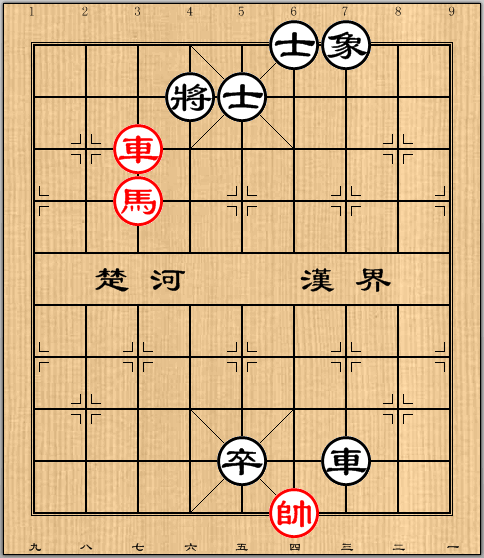 1 2 3 4 5 6 7 8 9
士 象
將 士
車
馬
楚 河 漢 界
卒 車
帥
九 八 七 六 五 四 三 二 一